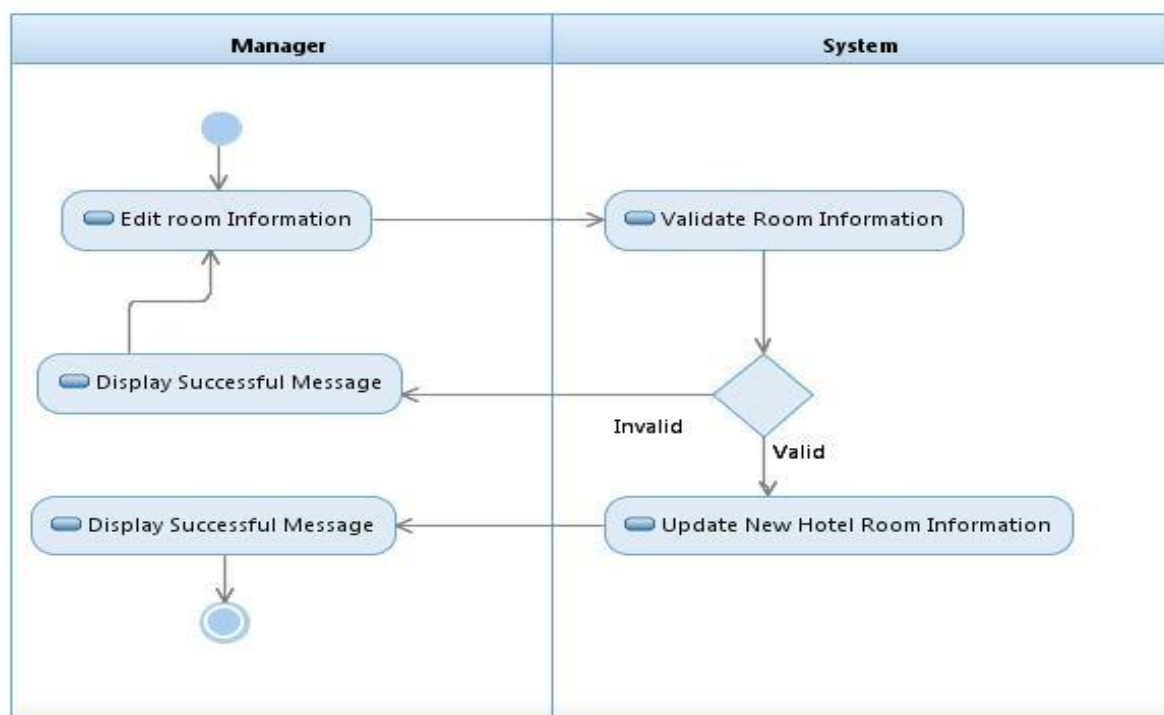 Manager
System
Edit room Information
Validate Room Information
Display Successful Message
Invalid
Valid
Display Successful Message
Update New Hotel Room Information